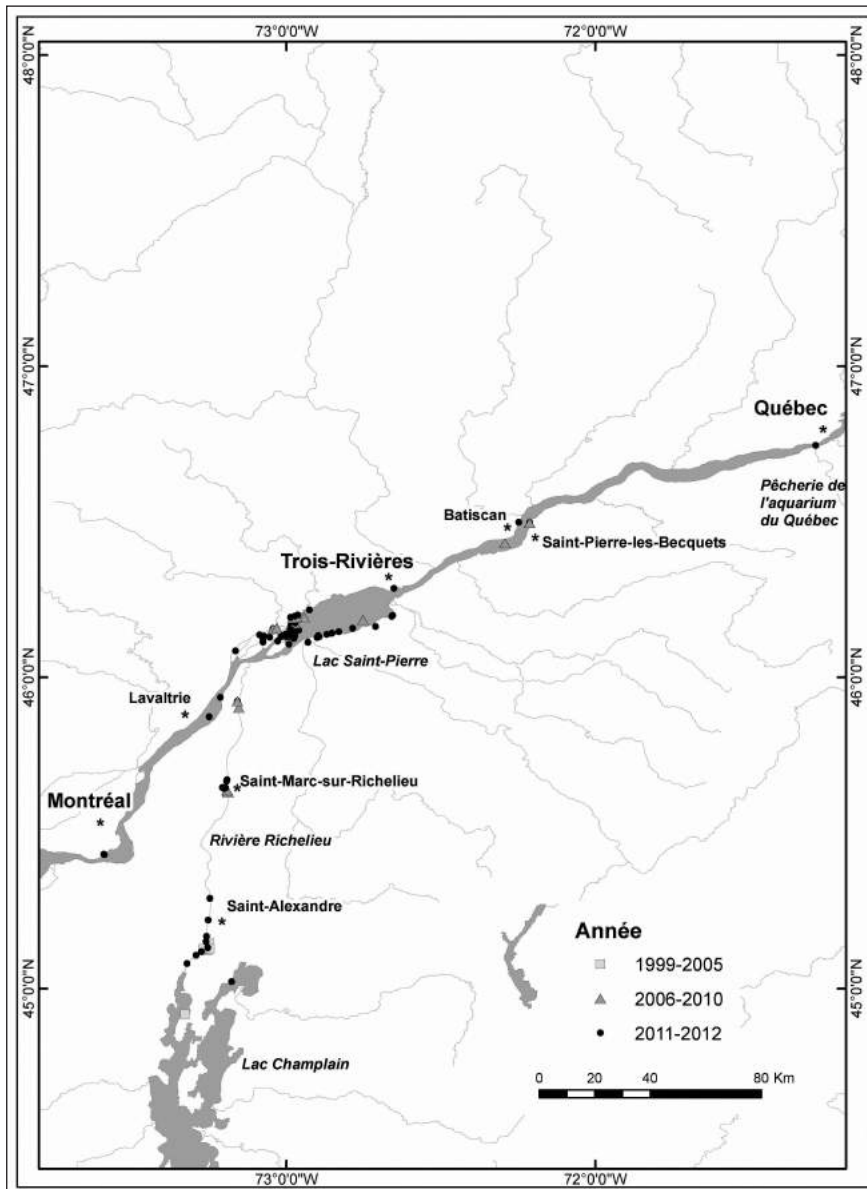 73°0'0"W
72°0'0"W
48°0'0"N
48°0'0"N
47°0'0"N
47°0'0"N
Québec
*
Pêcherie de
l'aquarium
du Québec
Batiscan
*
*
Saint-Pierre-les-Becquets
Trois-Rivières
*
Lac Saint-Pierre
46°0'0"N
46°0'0"N
Lavaltrie
*
*
Saint-Marc-sur-Richelieu
Montréal
*
Rivière Richelieu
Saint-Alexandre
*
Année
1999-2005
2006-2010
2011-2012
45°0'0"N
45°0'0"N
Lac Champlain
0 20 40 80 Km
73°0'0"W
72°0'0"W